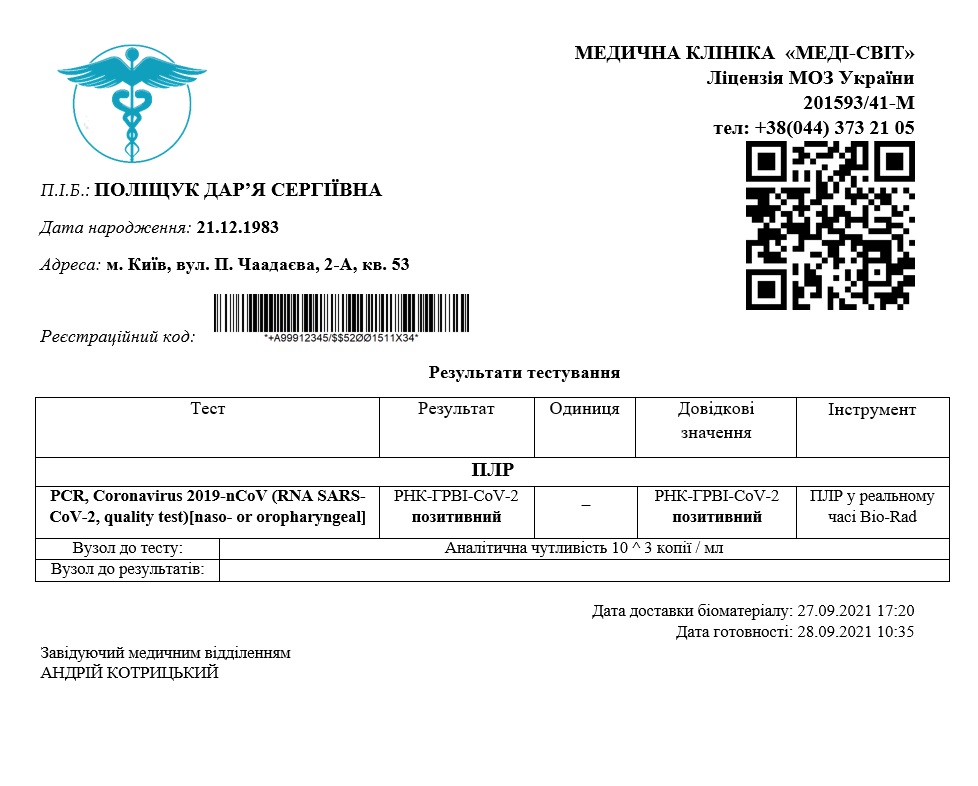 МЕДИЧНА КЛІНІКА «МЕДІ-СВІТ»
Ліцензія МОЗ України
201593/41-М
тел: +38(044) 373 21 05
П.І.Б.: ПОЛІЩУК ДАР’Я СЕРГІЇВНА
Дата народження: 21.12.1983
Адреса: м. Київ, вул. П. Чаадаєва, 2-А, кв. 53
Реєстраційний код:
*+A99912345/$$52ØØ1511X34*
Результати тестування
Тест Результат Одиниця Довідкові значення Інструмент
ПЛР
PCR, Coronavirus 2019-nCoV (RNA SARS- РНК-ГРВІ-CoV-2 – РНК-ГРВІ-CoV-2 ПЛР у реальному
CoV-2, quality test)[naso- or oropharyngeal] позитивний позитивний часі Bio-Rad
Вузол до тесту: Аналітична чутливість 10 ^ 3 копії / мл
Вузол до результатів:
Дата доставки біоматеріалу: 27.09.2021 17:20
Дата готовності: 28.09.2021 10:35
Завідуючий медичним відділенням
АНДРІЙ КОТРИЦЬКИЙ